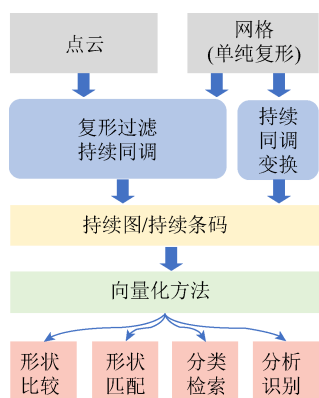 点云
网格
(单纯复形)
复形过滤
持续同调
持续
同调
变换
持续图/持续条码
向量化方法
形状
比较
形状
匹配
分类
检索
分析
识别